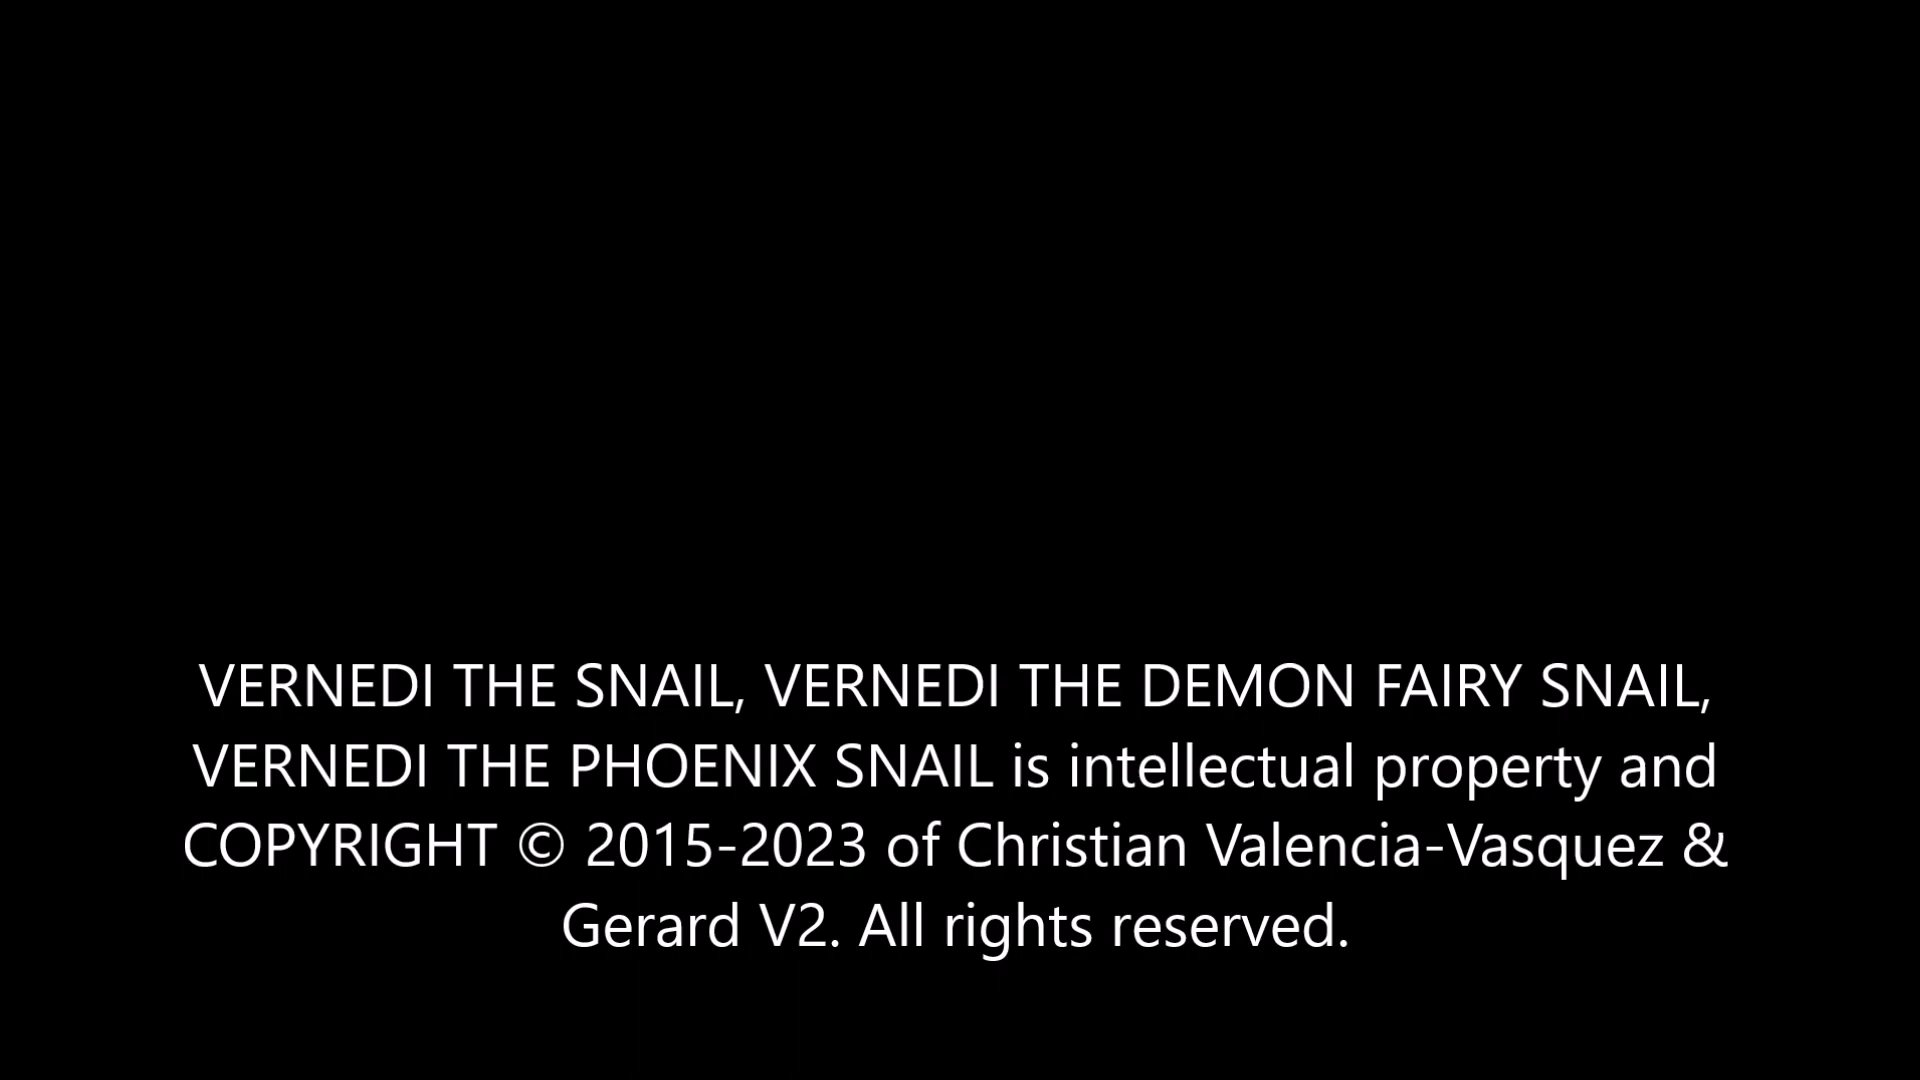 VERNEDI THE SNAIL, VERNEDI THE DEMON FAIRY SNAIL,
VERNEDI THE PHOENIX SNAIL is intellectual property and
COPYRIGHT © 2015-2023 of Christian Valencia-Vasquez &
Gerard V2. All rights reserved.